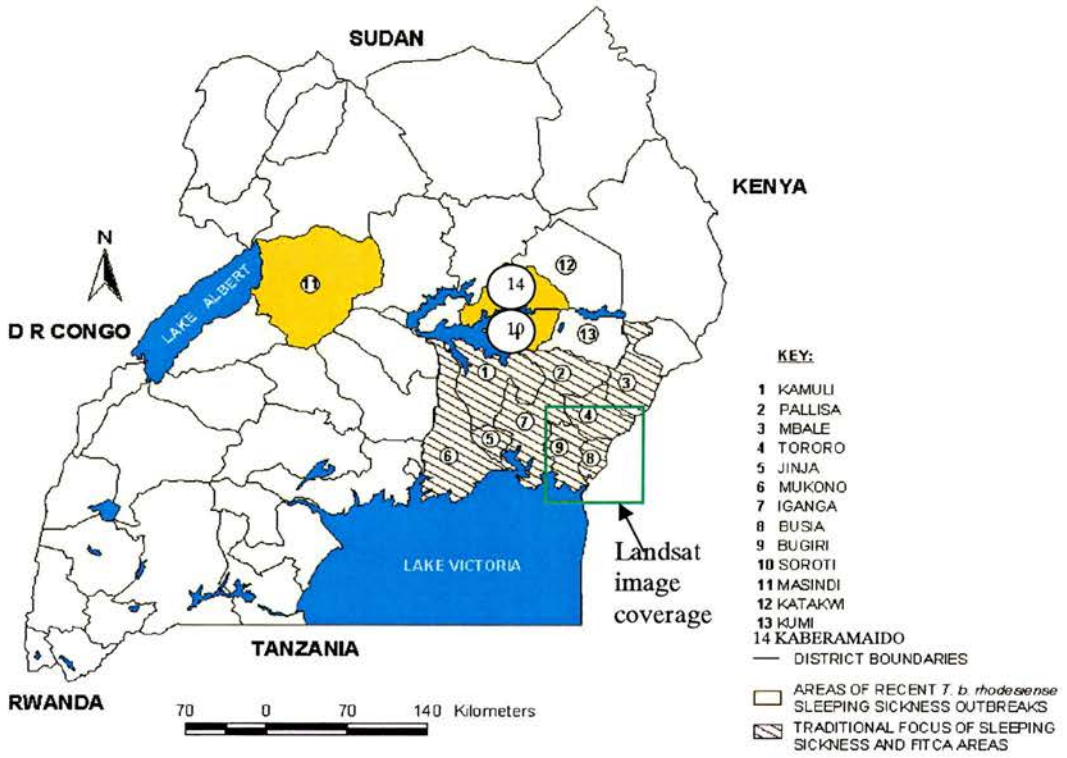 SUDAN
KENYA
N
LAKE ALBERT
D R CONGO
11
14
12
10
13
1
2
3
4
7
5
9
6
8
Landsat
image
coverage
LAKE VICTORIA
TANZANIA
RWANDA
70 0 70 140 Kilometers
KEY:
1 KAMULI
2 PALLISA
3 MBALE
4 TORORO
5 JINJA
6 MUKONO
7 IGANGA
8 BUSIA
9 BUGIRI
10 SOROTI
11 MASINDI
12 KATAKWI
13 KUMI
14 KABERAMAIDO
DISTRICT BOUNDARIES
AREAS OF RECENT T. b. rhodesiense
SLEEPING SICKNESS OUTBREAKS
TRADITIONAL FOCUS OF SLEEPING
SICKNESS AND FITCA AREAS